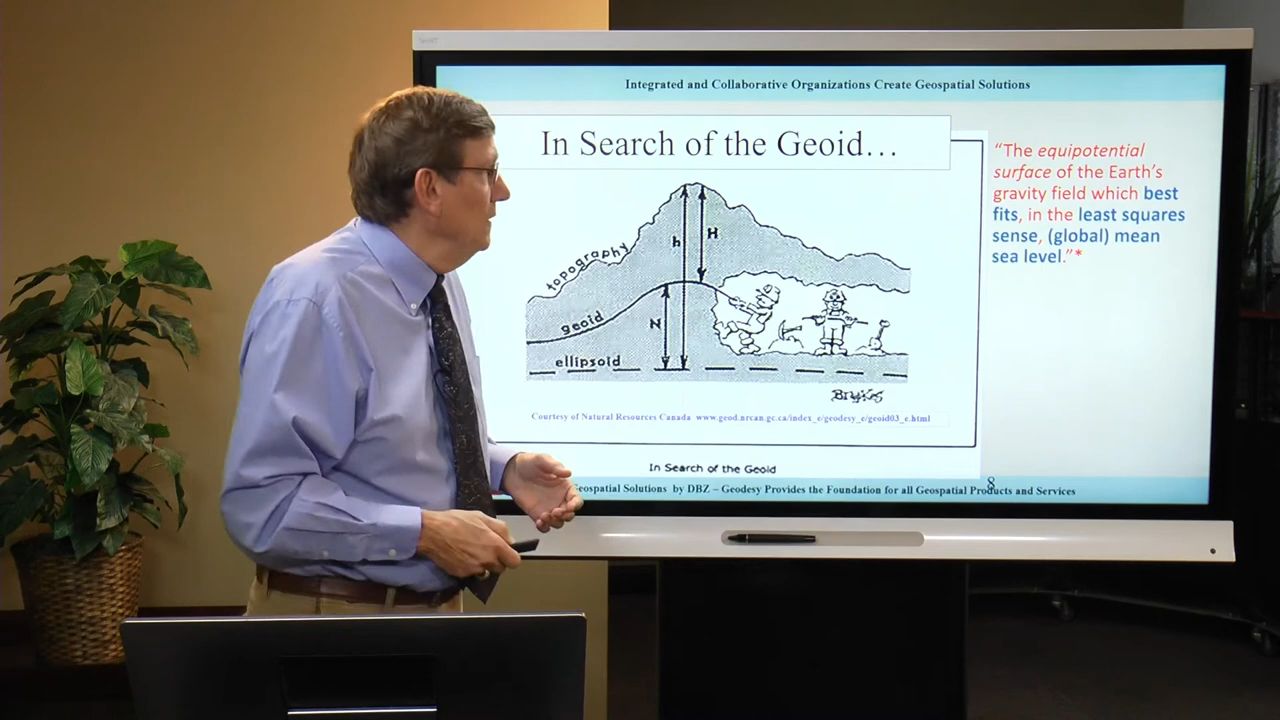 SMART
Integrated and Collaborative Organizations Create Geospatial Solutions
In Search of the Geoid…
“The equipotential
surface of the Earth’s
gravity field which best
fits, in the least squares
sense, (global) mean
sea level.”*
topography
h
H
geoid
N
ellipsoid
Courtesy of Natural Resources Canada www.geod.nrcan.gc.ca/index_e/geodesy_e/geoid03_e.html
In Search of the Geoid
8
Geospatial Solutions by DBZ – Geodesy Provides the Foundation for all Geospatial Products and Services